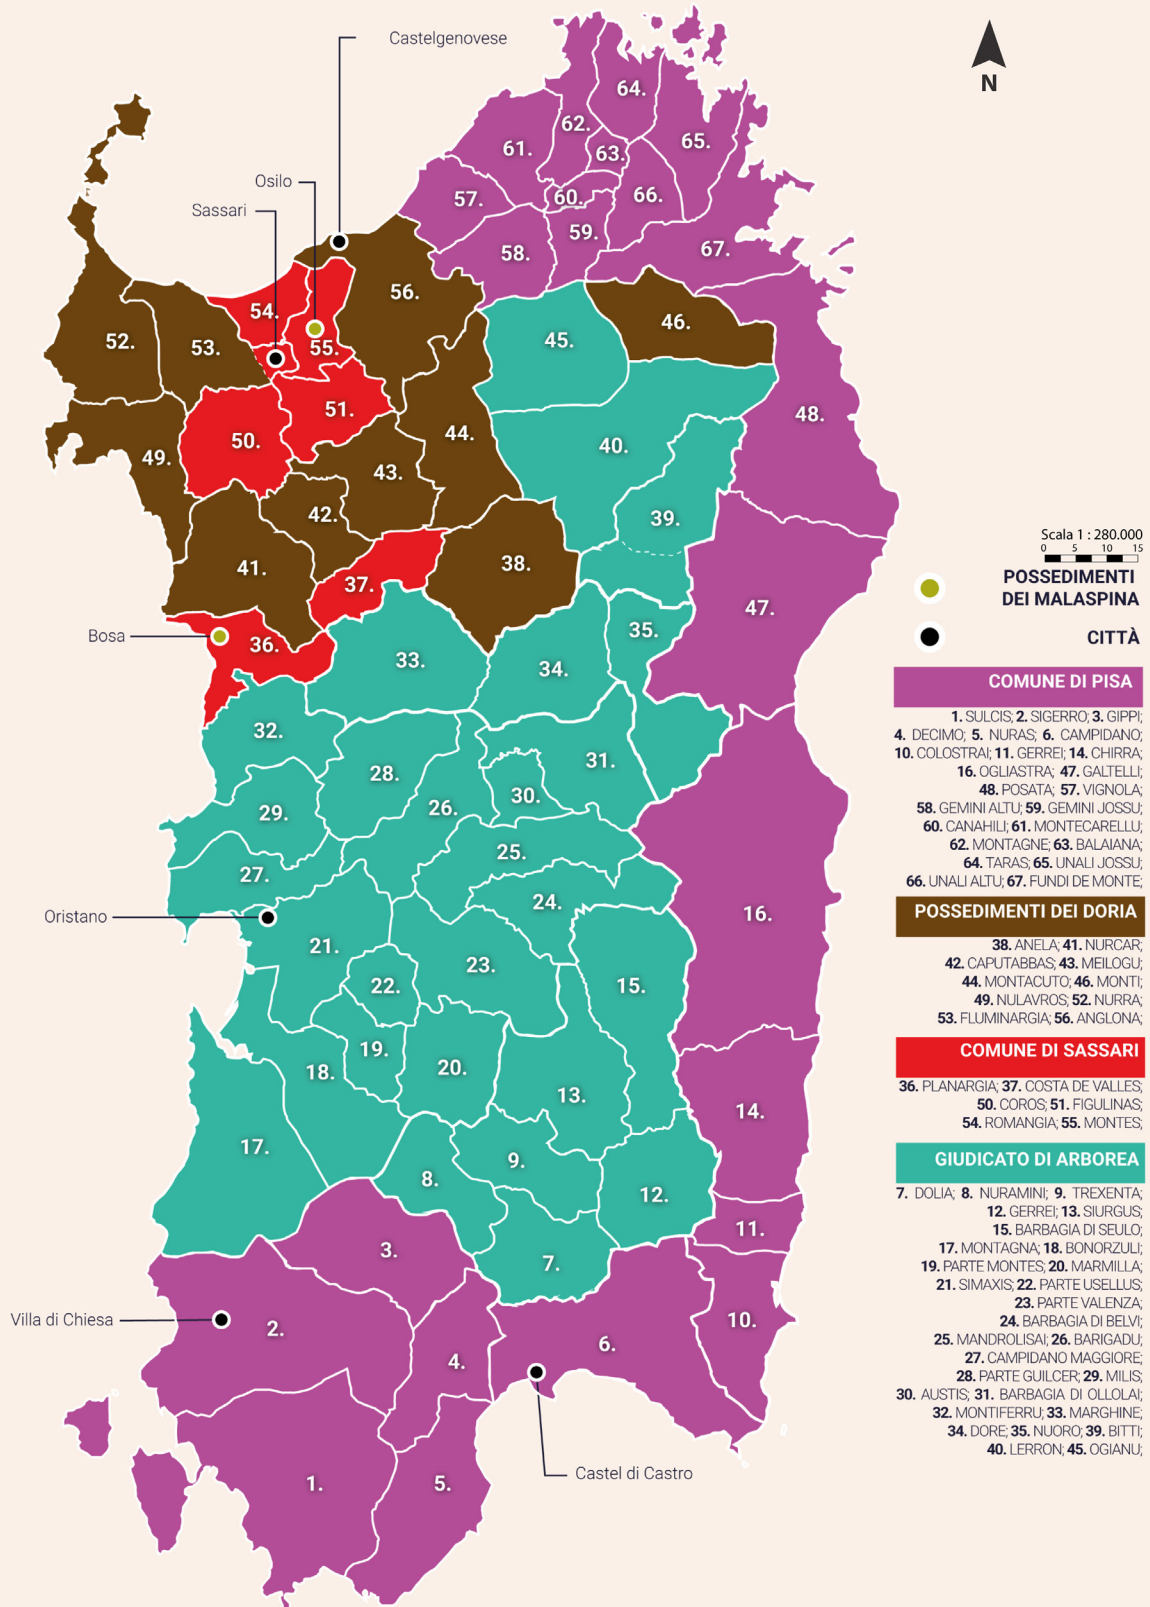 Castelgenovese
N
64.
62.
61.
65.
63.
Osilo
60.
66.
57.
Sassari
59.
58.
67.
56.
54.
46.
52.
53.
55.
45.
51.
48.
50.
44.
40.
49.
43.
42.
39.
38.
41.
37.
47.
35.
Bosa
36.
33.
34.
32.
31.
28.
30.
26.
29.
25.
27.
24.
Oristano
16.
21.
23.
22.
15.
19.
18.
20.
13.
14.
17.
9.
8.
12.
11.
3.
7.
Villa di Chiesa
2.
10.
6.
4.
Castel di Castro
1.
5.
Scala 1 : 280.000
0 5 10 15
POSSEDIMENTI
DEI MALASPINA
CITTÀ
COMUNE DI PISA
1. SULCIS; 2. SIGERRO; 3. GIPPI;
4. DECIMO; 5. NURAS; 6. CAMPIDANO;
10. COLOSTRAI; 11. GERREI; 14. CHIRRA;
16. OGLIASTRA; 47. GALTELLI;
48. POSATA; 57. VIGNOLA;
58. GEMINI ALTU; 59. GEMINI JOSSU;
60. CANAHILI; 61. MONTECARELLU;
62. MONTAGNE; 63. BALAIANA;
64. TARAS; 65. UNALI JOSSU;
66. UNALI ALTU; 67. FUNDI DE MONTE;
POSSEDIMENTI DEI DORIA
38. ANELA; 41. NURCAR;
42. CAPUTABBAS; 43. MEILOGU;
44. MONTACUTO; 46. MONTI;
49. NULAVROS; 52. NURRA;
53. FLUMINARGIA; 56. ANGLONA;
COMUNE DI SASSARI
36. PLANARGIA; 37. COSTA DE VALLES;
50. COROS; 51. FIGULINAS;
54. ROMANGIA; 55. MONTES;
GIUDICATO DI ARBOREA
7. DOLIA; 8. NURAMINI; 9. TREXENTA;
12. GERREI; 13. SIURGUS;
15. BARBAGIA DI SEULO;
17. MONTAGNA; 18. BONORZULI;
19. PARTE MONTES; 20. MARMILLA;
21. SIMAXIS; 22. PARTE USELLUS;
23. PARTE VALENZA;
24. BARBAGIA DI BELVI;
25. MANDROLISAI; 26. BARIGADU;
27. CAMPIDANO MAGGIORE;
28. PARTE GUILCER; 29. MILIS;
30. AUSTIS; 31. BARBAGIA DI OLLOLAI;
32. MONTIFERRU; 33. MARGHINE;
34. DORE; 35. NUORO; 39. BITTI;
40. LERRON; 45. OGIANU;